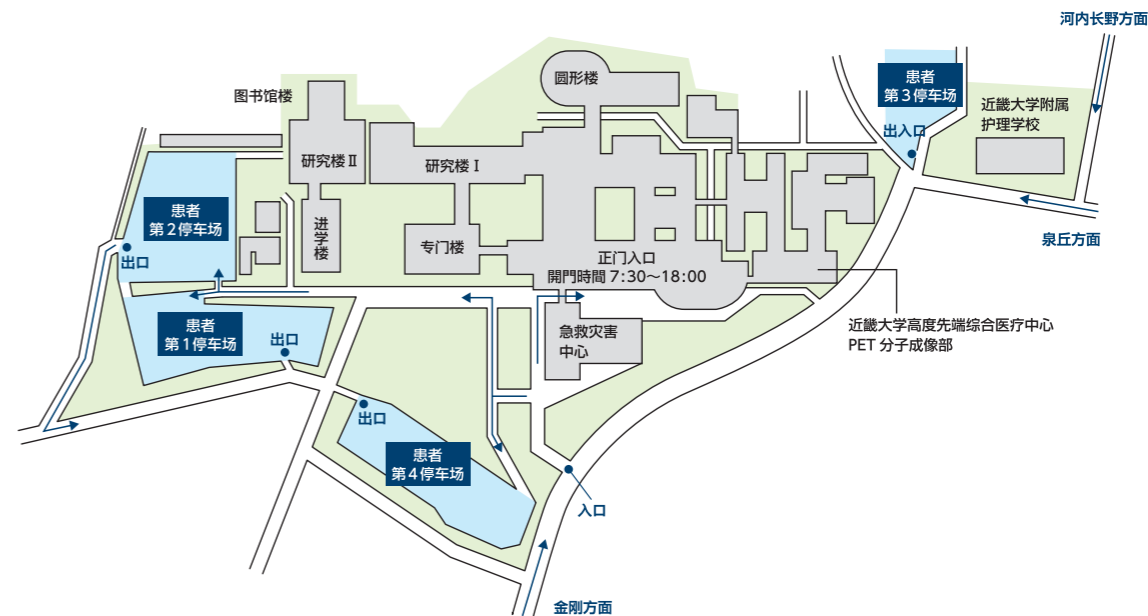 河内长野方面
圆形楼
患者
第3停车场
图书馆楼
近畿大学附属
护理学校
出入口
研究楼Ⅱ
研究楼Ⅰ
患者
第2停车场
进学楼
专门楼
正门入口
開門時間 7:30～18:00
泉丘方面
出口
患者
第1停车场
出口
急救灾害
中心
近畿大学高度先端综合医疗中心
PET 分子成像部
出口
患者
第4停车场
入口
金刚方面